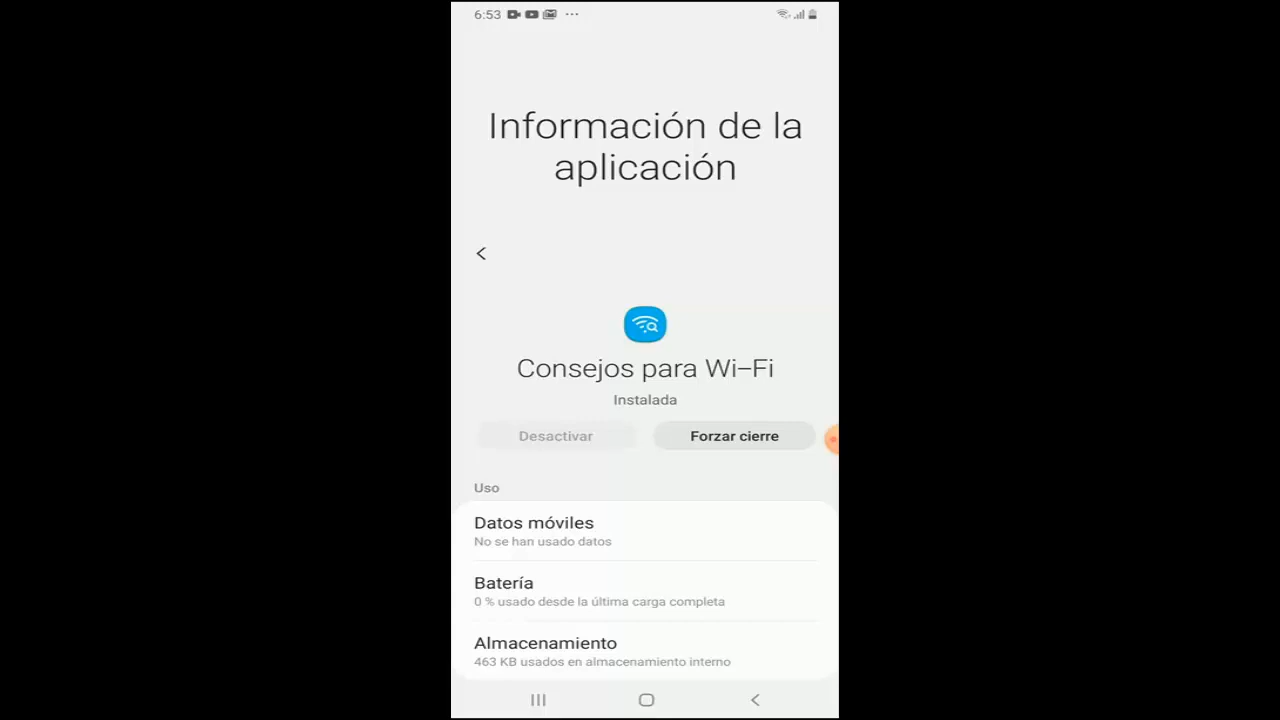 6:53
Información de la
aplicación
Consejos para Wi-Fi
Instalada
Desactivar
Forzar cierre
Uso
Datos móviles
No se han usado datos
Batería
0 % usado desde la última carga completa
Almacenamiento
463 KB usados en almacenamiento interno